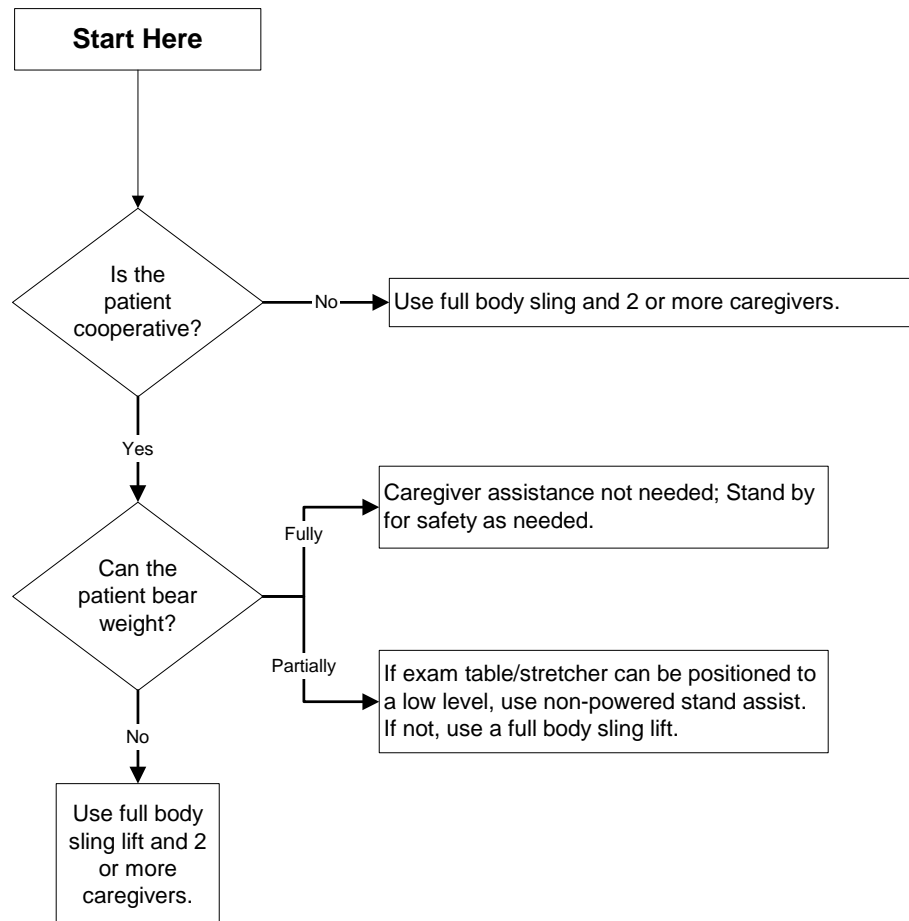 Start Here
Is the
patient
cooperative?
No
Use full body sling and 2 or more caregivers.
Yes
Caregiver assistance not needed; Stand by
for safety as needed.
Fully
Can the
patient bear
weight?
Partially
If exam table/stretcher can be positioned to
a low level, use non-powered stand assist.
If not, use a full body sling lift.
No
Use full body
sling lift and 2
or more
caregivers.